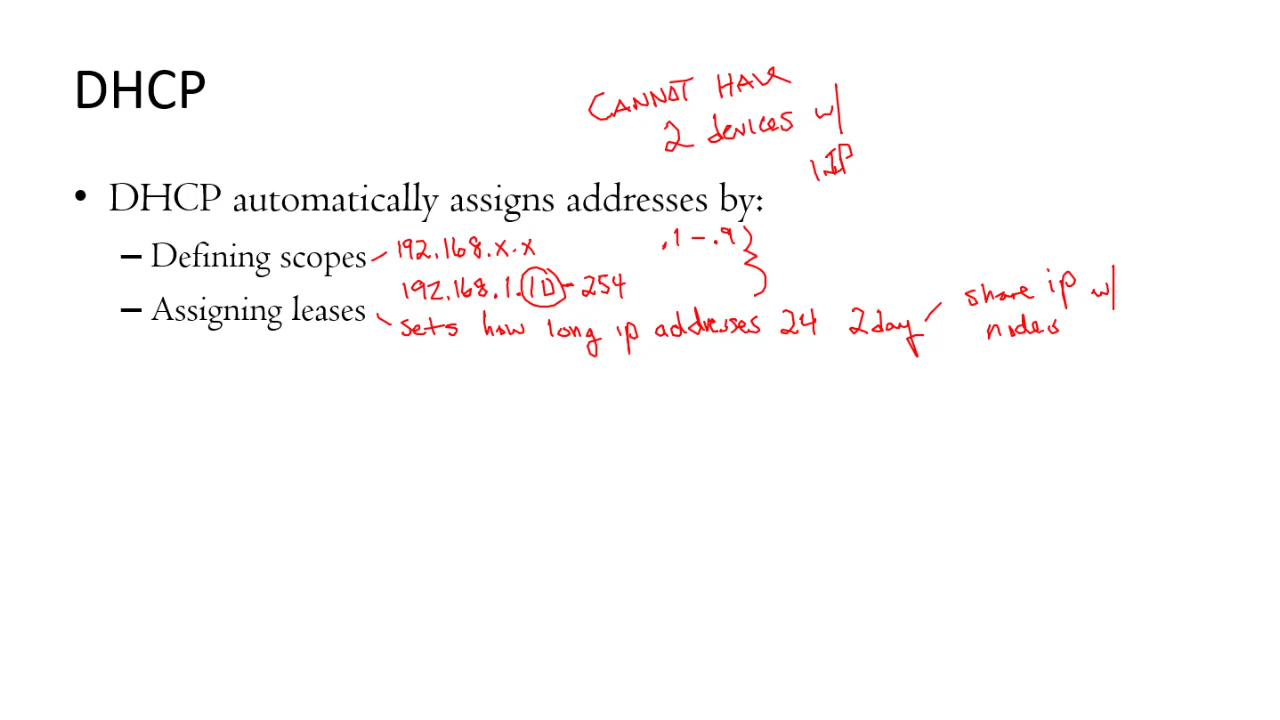 DHCP
CANNOT HAVE
2 devices w/
1 IP
• DHCP automatically assigns addresses by:
– Defining scopes
192.168.x.x
.1 - .9
192.168.1.10 - 254
– Assigning leases
sets how long ip addresses 24 2day
share ip w/
nodes